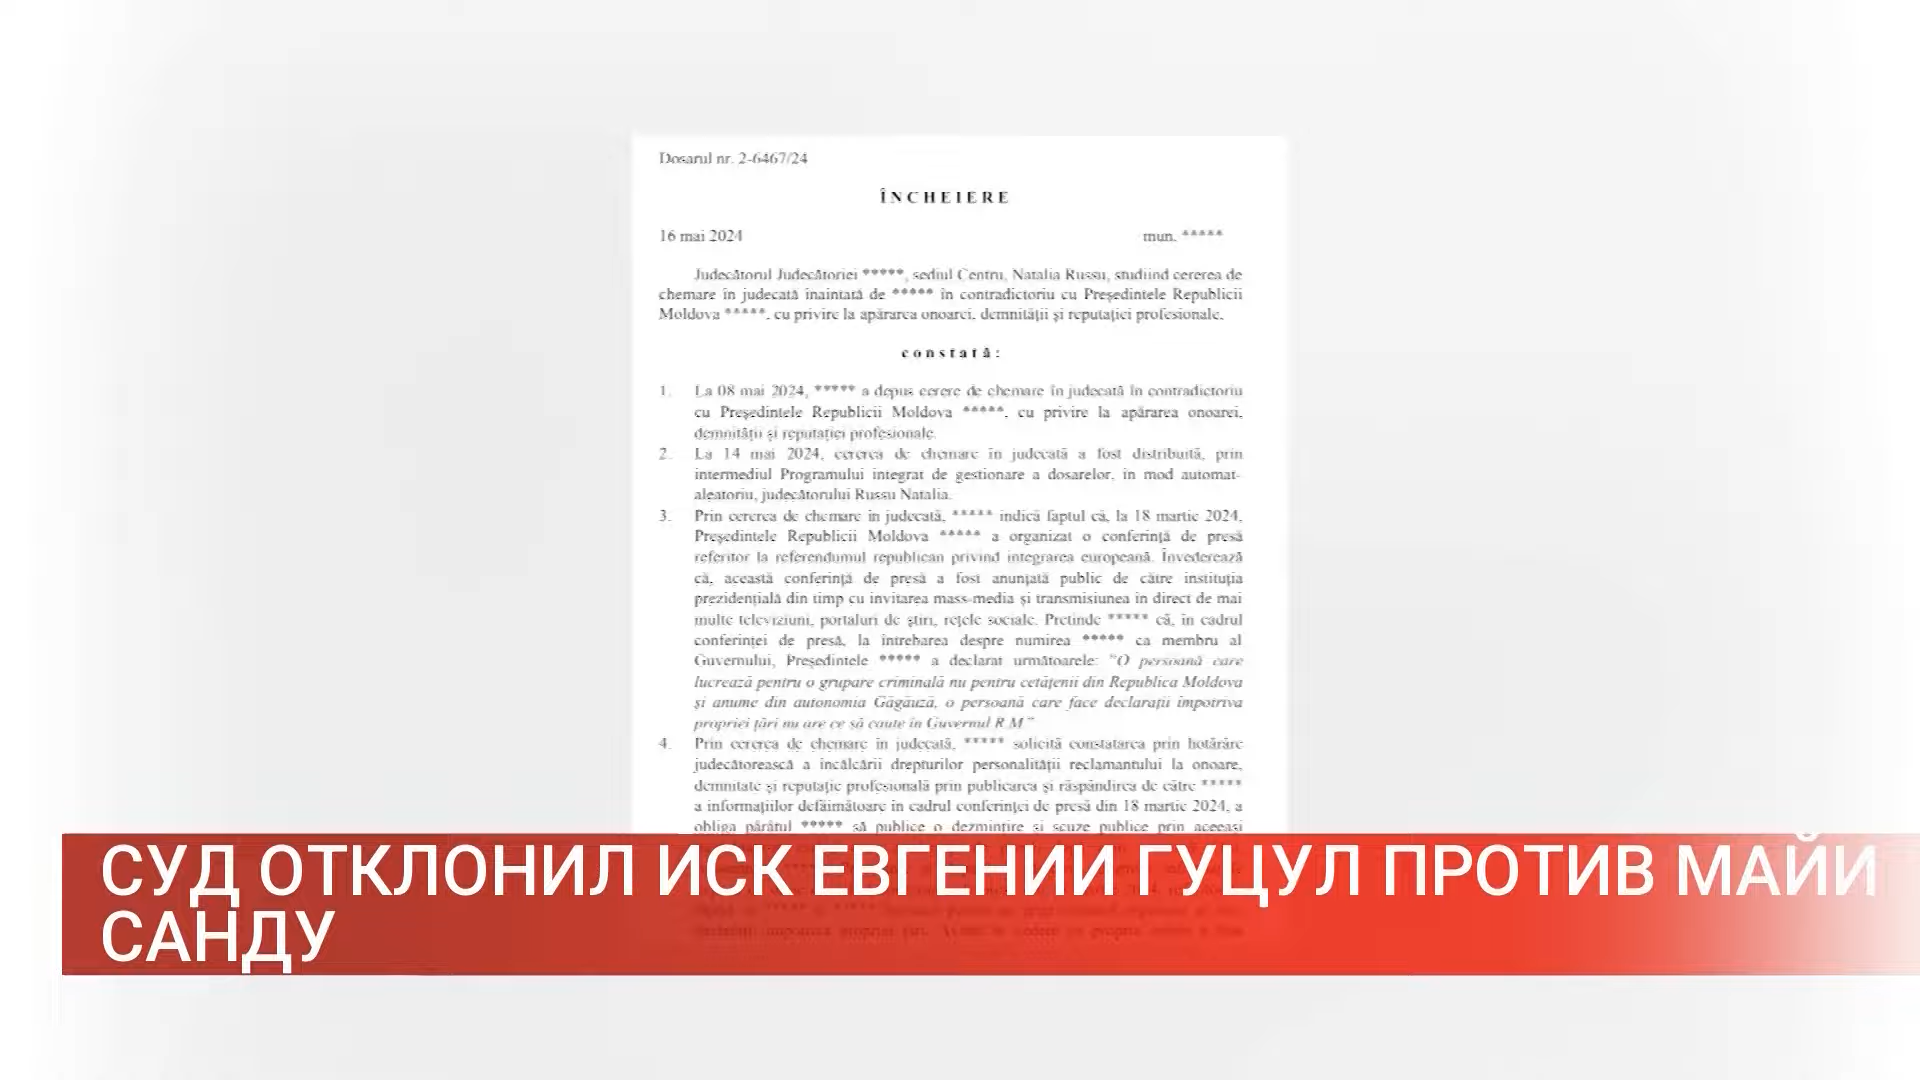 Dosarul nr. 2-6467/24
ÎNCHEIERE
16 mai 2024 mun. *****
Judecătorul Judecătoriei *****, sediul Centru, Natalia Russu, studiind cererea de
chemare în judecată înaintată de ***** în contradictoriu cu Președintele Republicii
Moldova *****, cu privire la apărarea onoarei, demnității și reputației profesionale,
constată:
1. La 08 mai 2024, ***** a depus cerere de chemare în judecată în contradictoriu
cu Președintele Republicii Moldova *****, cu privire la apărarea onoarei,
demnității și reputației profesionale.
2. La 14 mai 2024, cererea de chemare în judecată a fost distribuită, prin
intermediul Programului integrat de gestionare a dosarelor, în mod automat-
aleatoriu, judecătorului Russu Natalia.
3. Prin cererea de chemare în judecată, ***** indică faptul că, la 18 martie 2024,
Președintele Republicii Moldova ***** a organizat o conferință de presă
referitor la referendumul republican privind integrarea europeană. Învederează
că, această conferință de presă a fost anunțată public de către instituția
prezidențială din timp cu invitarea mass-media și transmisiunea în direct de mai
multe televiziuni, portaluri de știri, rețele sociale. Pretinde ***** că, în cadrul
conferinței de presă, la întrebarea despre numirea ***** ca membru al
Guvernului, Președintele ***** a declarat următoarele: "O persoană care
lucrează pentru o grupare criminală nu pentru cetățenii din Republica Moldova
și anume din autonomia Găgăuză, o persoană care face declarații împotriva
propriei țări nu are ce să caute în Guvernul R.M"
4. Prin cererea de chemare în judecată, ***** solicită constatarea prin hotărâre
judecătorească a încălcării drepturilor personalității reclamantului la onoare,
demnitate și reputație profesională prin publicarea și răspândirea de către *****
a informațiilor defăimătoare în cadrul conferinței de presă din 18 martie 2024, a
obliga pârâtul ***** să publice o dezmințire și scuze publice prin aceeași
СУД ОТКЛОНИЛ ИСК ЕВГЕНИИ ГУЦУЛ ПРОТИВ МАЙИ
САНДУ